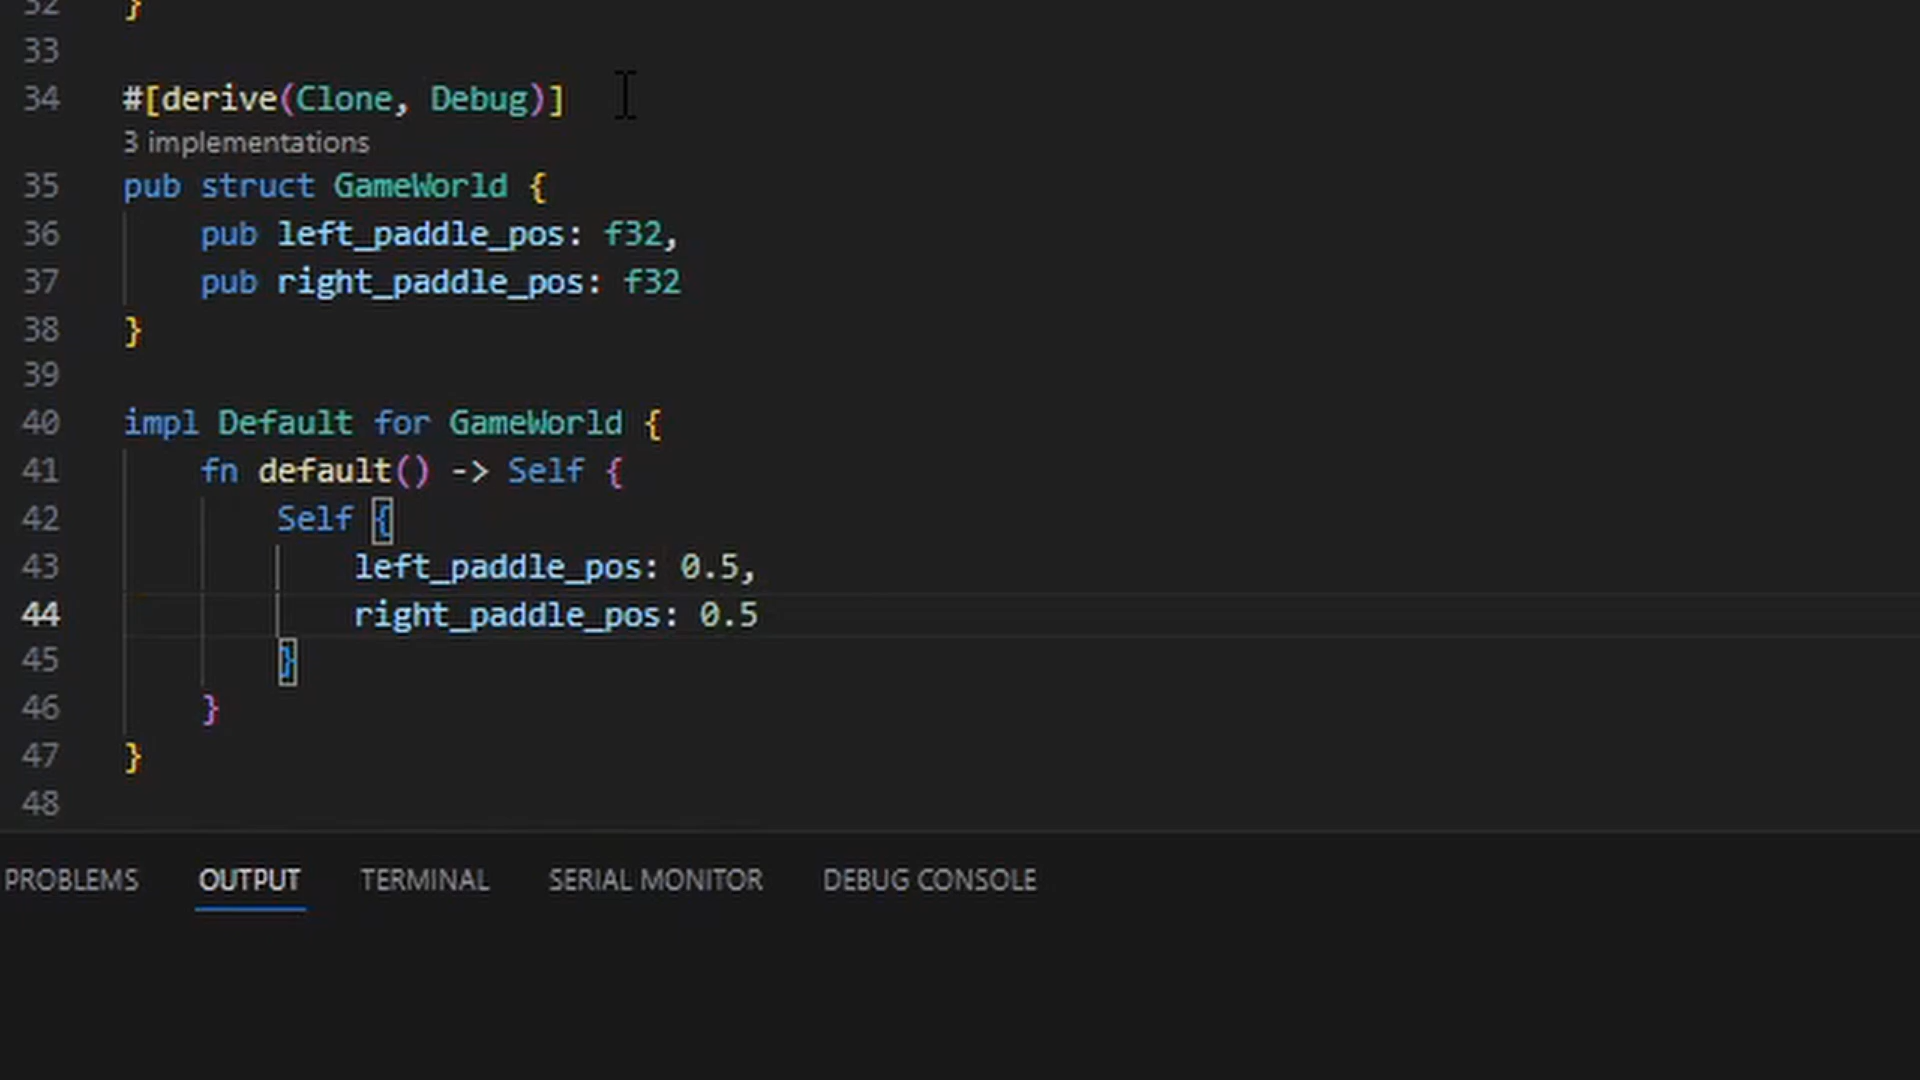 32 }
33
34 #[derive(Clone, Debug)]
3 implementations
35 pub struct GameWorld {
36     pub left_paddle_pos: f32,
37     pub right_paddle_pos: f32
38 }
39
40 impl Default for GameWorld {
41     fn default() -> Self {
42         Self {
43             left_paddle_pos: 0.5,
44             right_paddle_pos: 0.5
45         }
46     }
47 }
48
PROBLEMS OUTPUT TERMINAL SERIAL MONITOR DEBUG CONSOLE